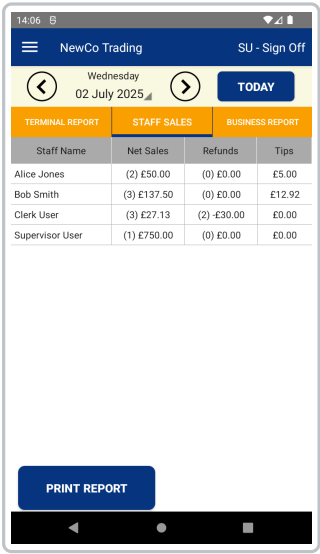 14:06
NewCo Trading SU - Sign Off
Wednesday
02 July 2025
TODAY
TERMINAL REPORT STAFF SALES BUSINESS REPORT
Staff Name Net Sales Refunds Tips
Alice Jones (2) £50.00 (0) £0.00 £5.00
Bob Smith (3) £137.50 (0) £0.00 £12.92
Clerk User (3) £27.13 (2) -£30.00 £0.00
Supervisor User (1) £750.00 (0) £0.00 £0.00
PRINT REPORT